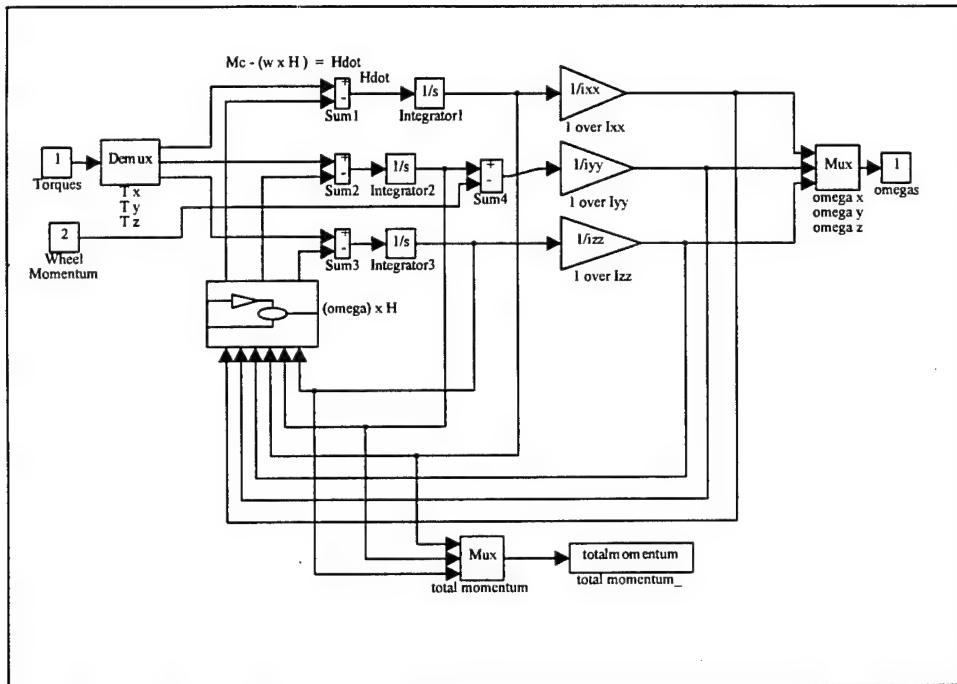 Mc - (w x H ) = Hdot
Hdot
+
-
Sum1
1/s
Integrator1
1/ixx
1 over Ixx
1
Torques
Demux
T x
T y
T z
+
-
Sum2
1/s
Integrator2
+
-
Sum4
1/iyy
1 over Iyy
Mux
omega x
omega y
omega z
1
omegas
2
Wheel
Momentum
+
-
Sum3
1/s
Integrator3
1/izz
1 over Izz
(omega) x H
Mux
total momentum
totalmomentum
total momentum_